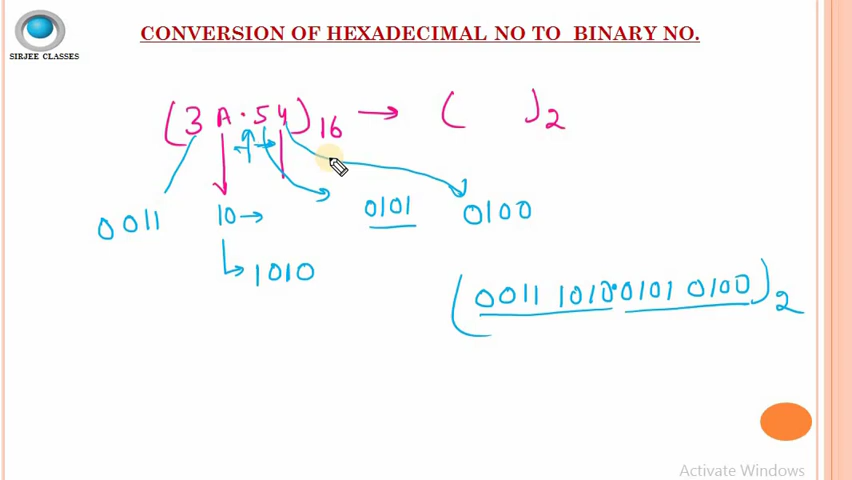 CONVERSION OF HEXADECIMAL NO TO BINARY NO.
SIRJEE CLASSES
(3A.54)16 → ( )2
0011 10→ 0101 0100
1010
(0011 1010.0101 0100)2
Activate Windows